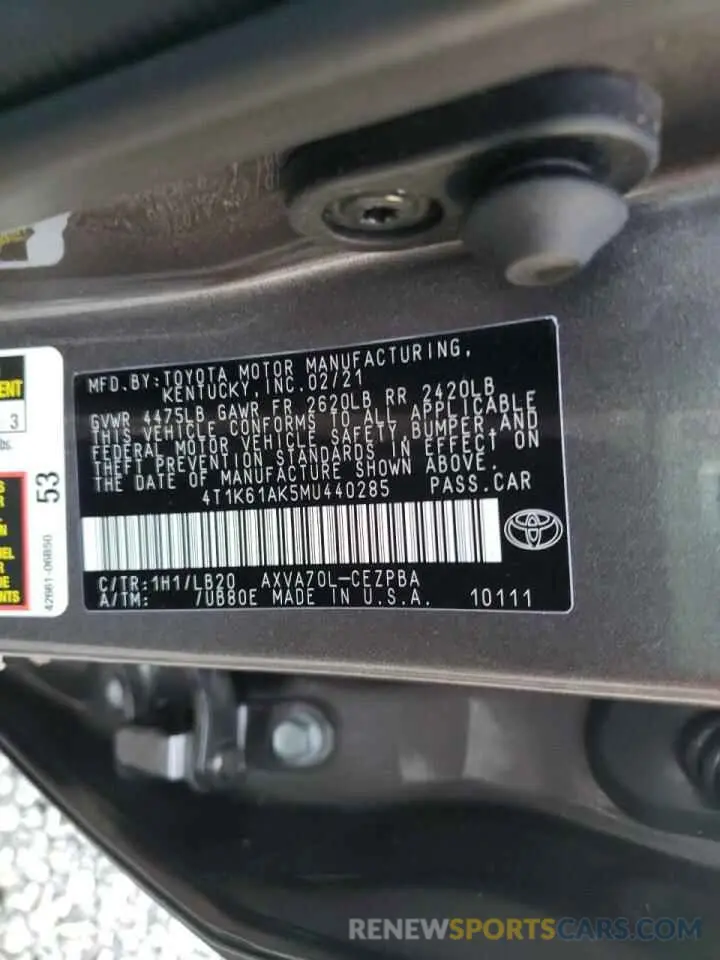 MFD. BY: TOYOTA MOTOR MANUFACTURING,
KENTUCKY, INC. 02/21
GVWR 4475LB GAWR FR 2620LB RR 2420LB
THIS VEHICLE CONFORMS TO ALL APPLICABLE
FEDERAL MOTOR VEHICLE SAFETY, BUMPER, AND
THEFT PREVENTION STANDARDS IN EFFECT ON
THE DATE OF MANUFACTURE SHOWN ABOVE.
4T1K61AK5MU440285 PASS.CAR
C/TR: 1H1/LB20 AXVA70L-CEZPBA
A/TM: 7UB80E MADE IN U.S.A. 10111
3
53
42661-06B50
RENEWSPORTSCARS.COM